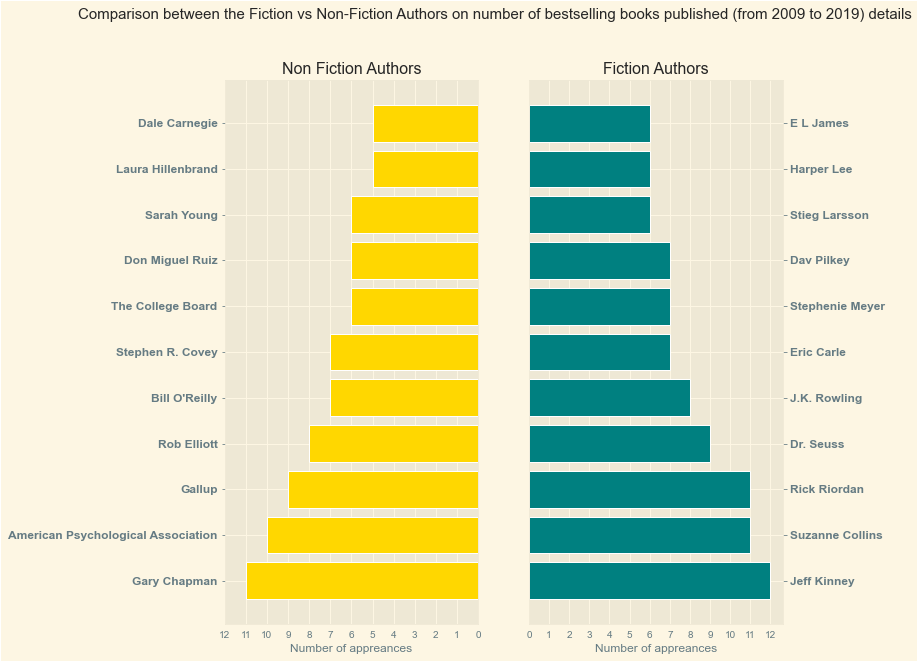 Comparison between the Fiction vs Non-Fiction Authors on number of bestselling books published (from 2009 to 2019) details
Non Fiction Authors
Dale Carnegie
Laura Hillenbrand
Sarah Young
Don Miguel Ruiz
The College Board
Stephen R. Covey
Bill O'Reilly
Rob Elliott
Gallup
American Psychological Association
Gary Chapman
12 11 10 9 8 7 6 5 4 3 2 1 0
Number of appreances
Fiction Authors
E L James
Harper Lee
Stieg Larsson
Dav Pilkey
Stephenie Meyer
Eric Carle
J.K. Rowling
Dr. Seuss
Rick Riordan
Suzanne Collins
Jeff Kinney
0 1 2 3 4 5 6 7 8 9 10 11 12
Number of appreances